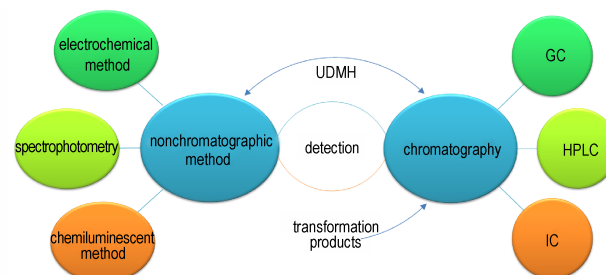 electrochemical
method
GC
UDMH
spectrophotometry
nonchromatographic
method
detection
chromatography
HPLC
transformation
products
chemiluminescent
method
IC